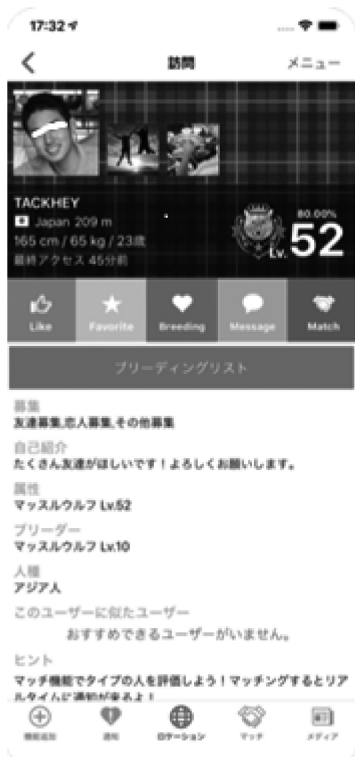 17:32
訪問
メニュー
TACKHEY
Japan 209 m
165 cm / 65 kg / 23歳
最終アクセス 45分前
80.00%
Lv. 52
Like
Favorite
Breeding
Message
Match
ブリーディングリスト
募集
友達募集,恋人募集,その他募集
自己紹介
たくさん友達がほしいです！よろしくお願いします。
属性
マッスルウルフ Lv.52
ブリーダー
マッスルウルフ Lv.10
人種
アジア人
このユーザーに似たユーザー
おすすめできるユーザーがいません。
ヒント
マッチ機能でタイプの人を評価しよう！マッチングするとリア
ルタイムに通知が来るよ！
機能追加
通知
ロケーション
マッチ
メディア